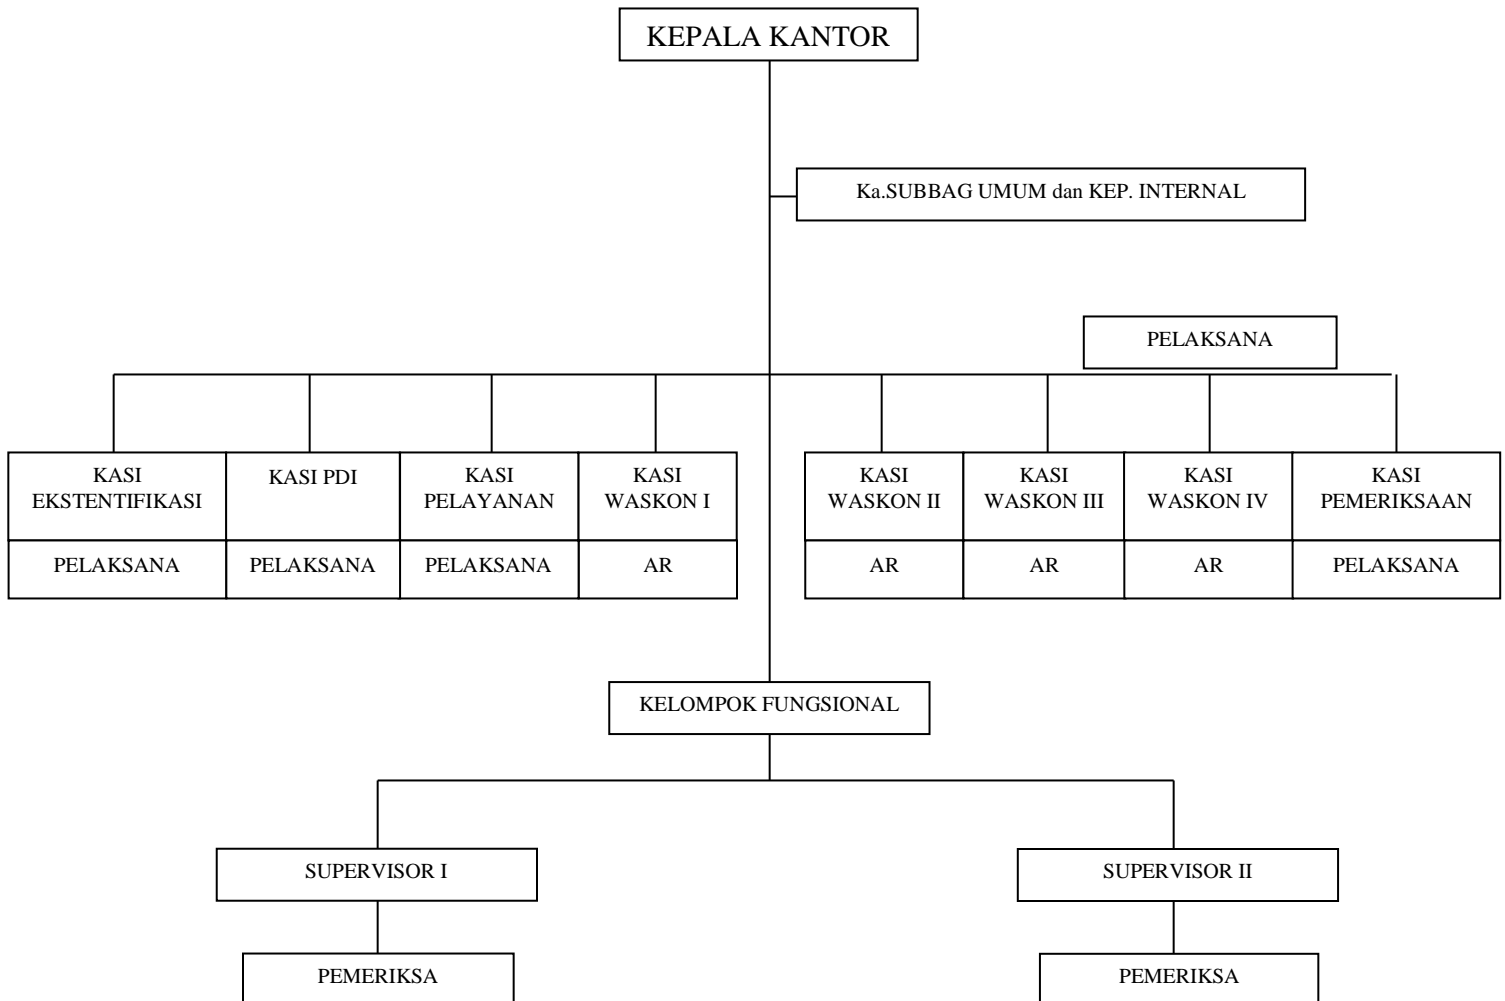 KEPALA KANTOR
Ka.SUBBAG UMUM dan KEP. INTERNAL
PELAKSANA
KASI
EKSTENTIFIKASI
KASI PDI
KASI
PELAYANAN
KASI
WASKON I
KASI
WASKON II
KASI
WASKON III
KASI
WASKON IV
KASI
PEMERIKSAAN
PELAKSANA
PELAKSANA
PELAKSANA
AR
AR
AR
AR
PELAKSANA
KELOMPOK FUNGSIONAL
SUPERVISOR I
SUPERVISOR II
PEMERIKSA
PEMERIKSA